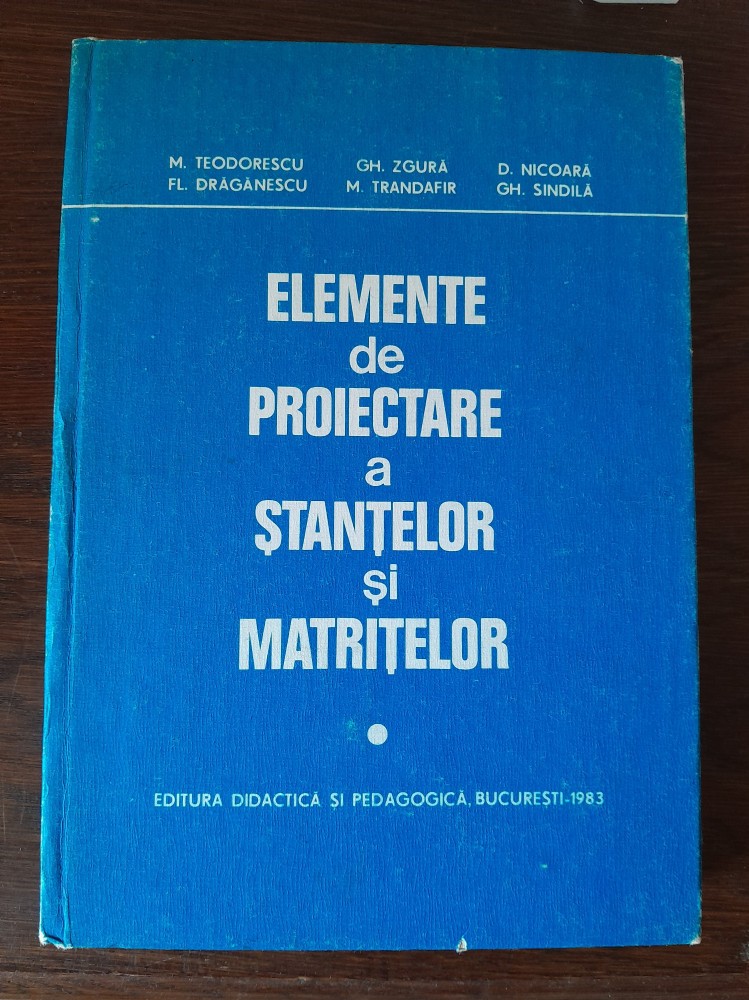 M. TEODORESCU GH. ZGURĂ D. NICOARĂ
FL. DRĂGĂNESCU M. TRANDAFIR GH. SINDILĂ
ELEMENTE
de
PROIECTARE
a
ȘTANȚELOR
și
MATRIȚELOR
EDITURA DIDACTICĂ ȘI PEDAGOGICĂ, BUCUREȘTI-1983